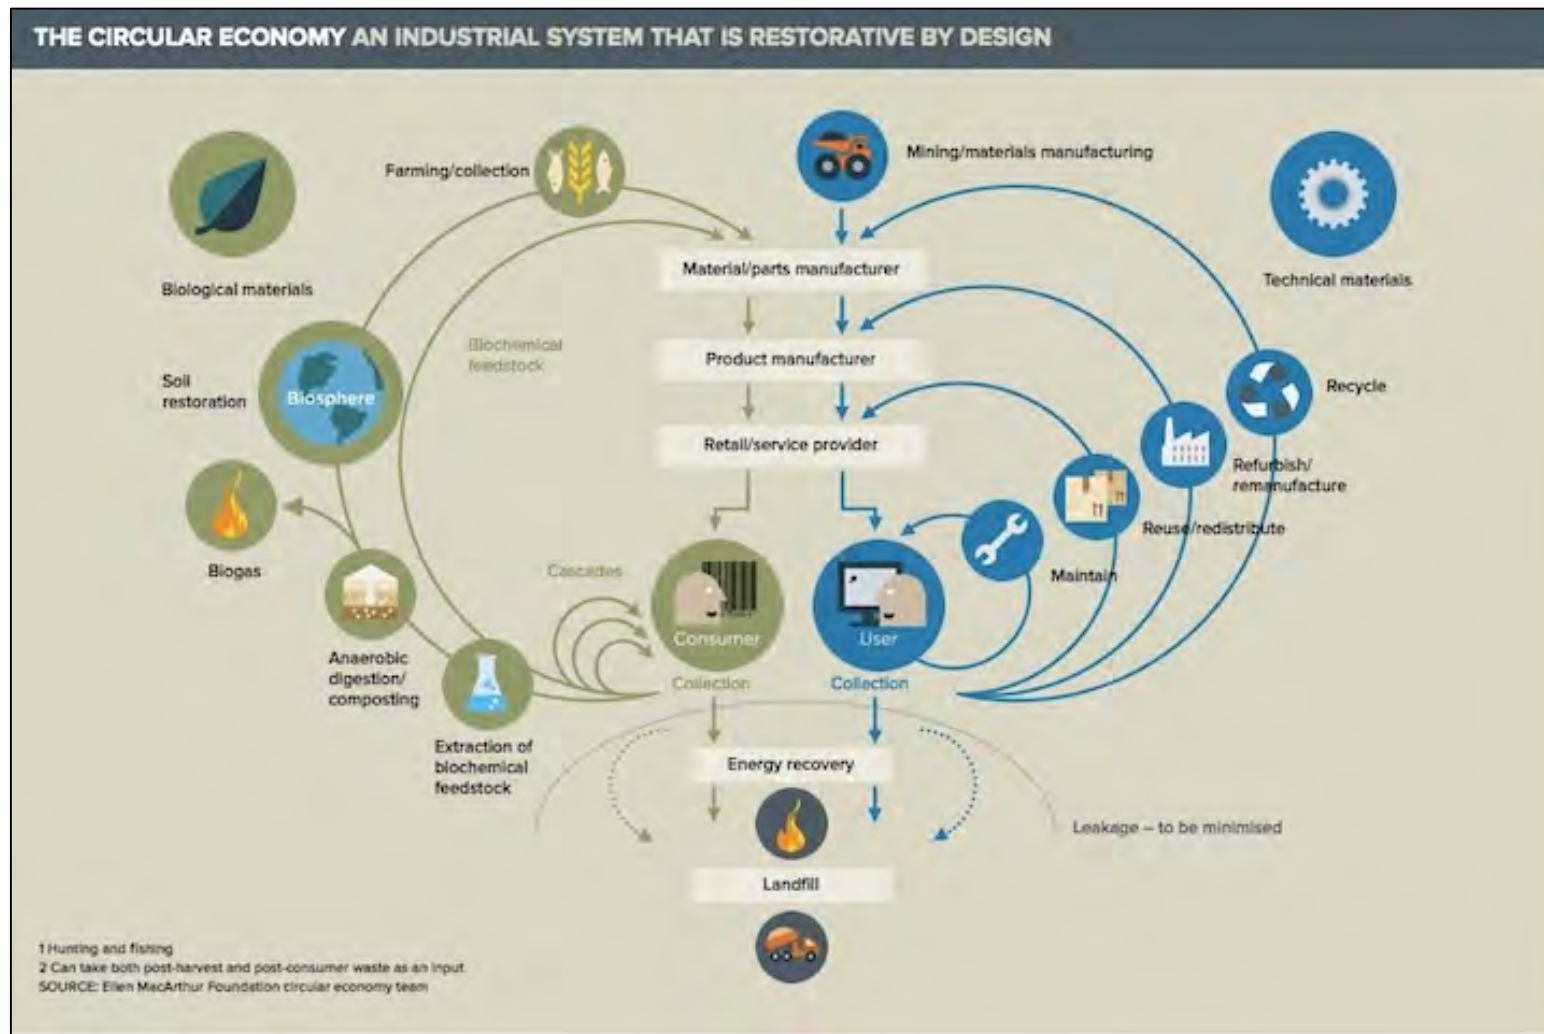 THE CIRCULAR ECONOMY AN INDUSTRIAL SYSTEM THAT IS RESTORATIVE BY DESIGN
Farming/collection
Mining/materials manufacturing
Biological materials
Technical materials
Material/parts manufacturer
Biochemical
feedstock
Product manufacturer
Soil
restoration
Biosphere
Recycle
Retail/service provider
Refurbish/
remanufacture
Reuse/redistribute
Biogas
Cascades
Maintain
Consumer
User
Anaerobic
digestion/
composting
Collection
Collection
Extraction of
biochemical
feedstock
Energy recovery
Leakage – to be minimised
Landfill
1 Hunting and fishing
2 Can take both post-harvest and post-consumer waste as an input
SOURCE: Ellen MacArthur Foundation circular economy team